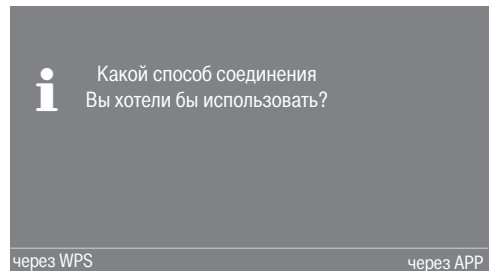 Какой способ соединения
Вы хотели бы использовать?
через WPS
через APP